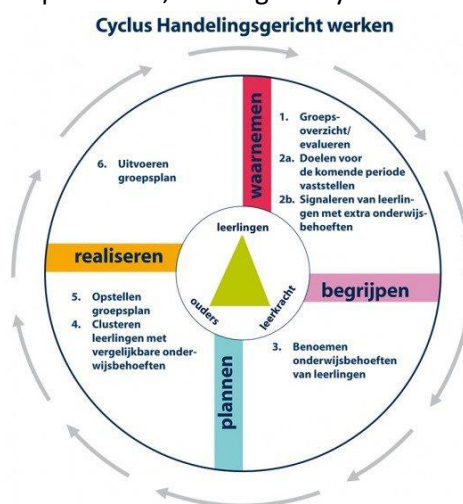 Cyclus Handelingsgericht werken
waarnemen
1. Groeps-
overzicht/
evalueren
2a. Doelen voor
de komende periode
vaststellen
2b. Signaleren van leerlin-
gen met extra onderwijs-
behoeften
begrijpen
3. Benoemen
onderwijsbehoeften
van leerlingen
plannen
5. Opstellen
groepsplan
4. Clusteren
leerlingen met
vergelijkbare onder-
wijsbehoeften
realiseren
6. Uitvoeren
groepsplan
leerlingen
ouders
leerkracht